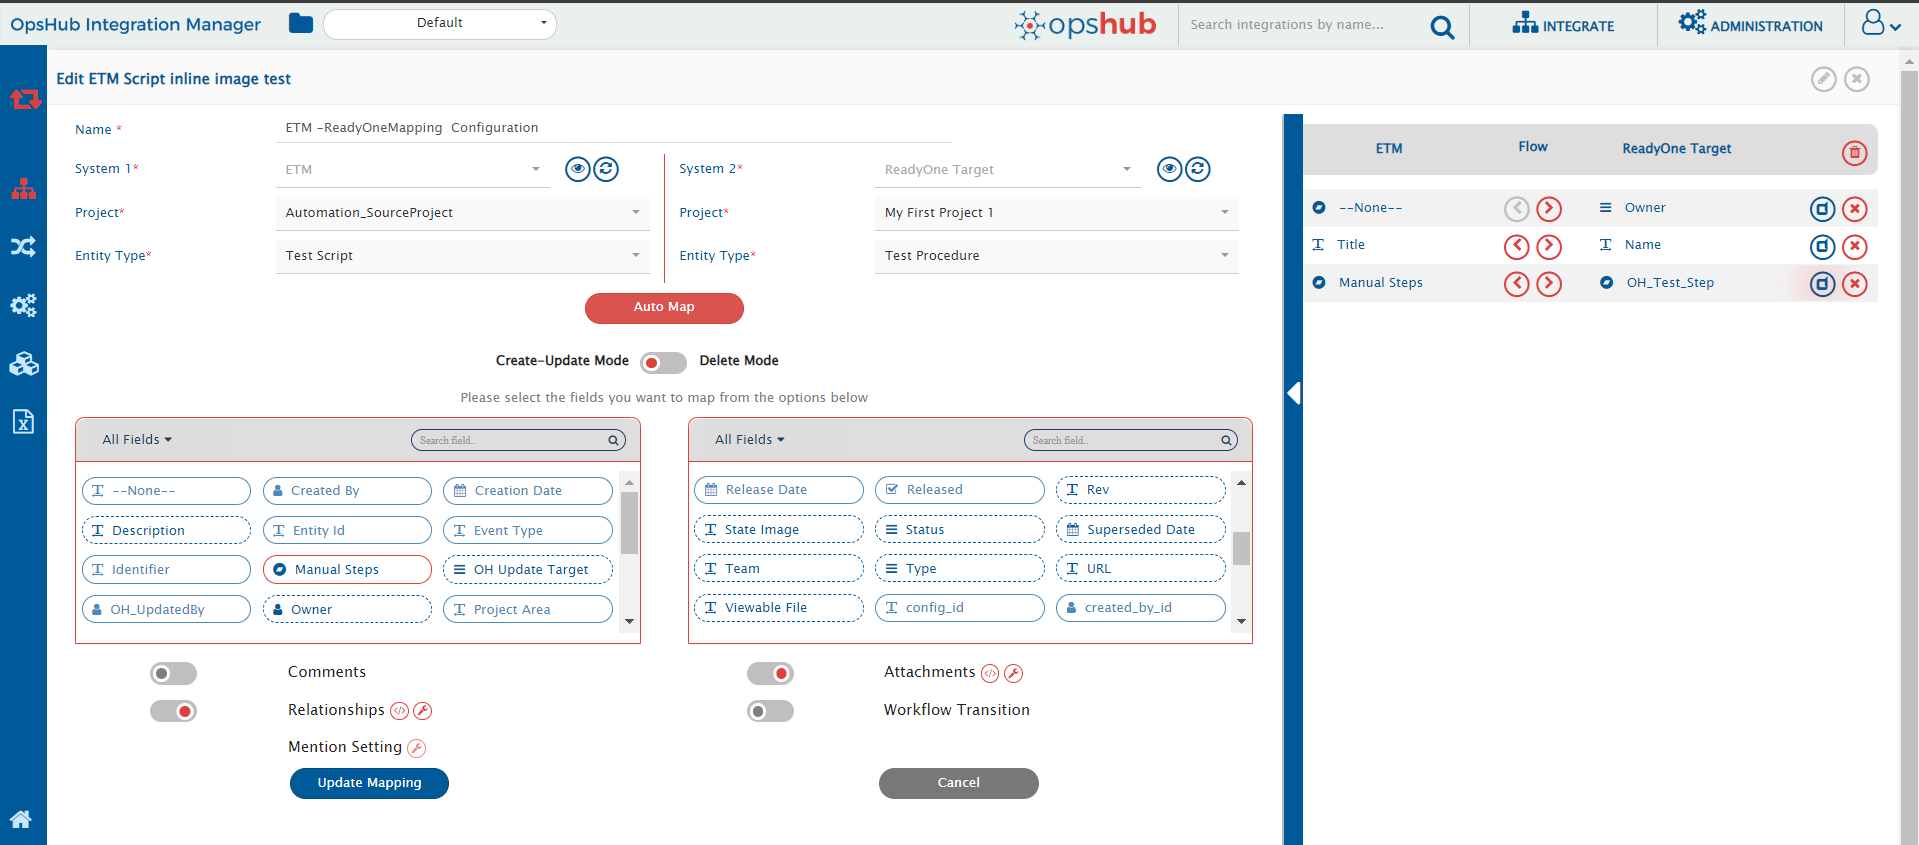 OpsHub Integration Manager
Default
opshub
Search integrations by name...
INTEGRATE
ADMINISTRATION
Edit ETM Script inline image test
Name *
ETM -ReadyOneMapping  Configuration
System 1*
ETM
System 2*
ReadyOne Target
Project*
Automation_SourceProject
Project*
My First Project 1
Entity Type*
Test Script
Entity Type*
Test Procedure
Auto Map
Create-Update Mode
Delete Mode
Please select the fields you want to map from the options below
All Fields
Search field..
--None--
Created By
Creation Date
Description
Entity Id
Event Type
Identifier
Manual Steps
OH Update Target
OH_UpdatedBy
Owner
Project Area
All Fields
Search field..
Release Date
Released
Rev
State Image
Status
Superseded Date
Team
Type
URL
Viewable File
config_id
created_by_id
Comments
Attachments
Relationships
Workflow Transition
Mention Setting
Update Mapping
Cancel
ETM
Flow
ReadyOne Target
--None--
Owner
Title
Name
Manual Steps
OH_Test_Step